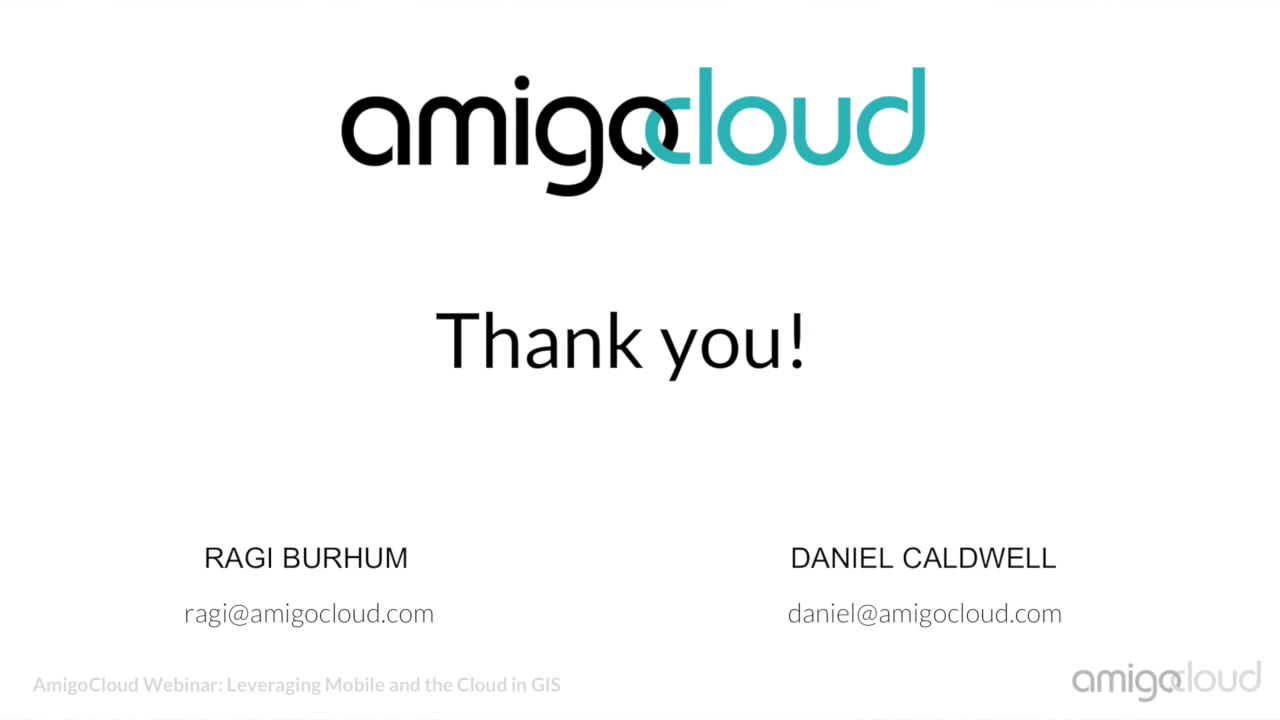 amigocloud
Thank you!
RAGI BURHUM
DANIEL CALDWELL
ragi@amigocloud.com
daniel@amigocloud.com
AmigoCloud Webinar: Leveraging Mobile and the Cloud in GIS
amigocloud